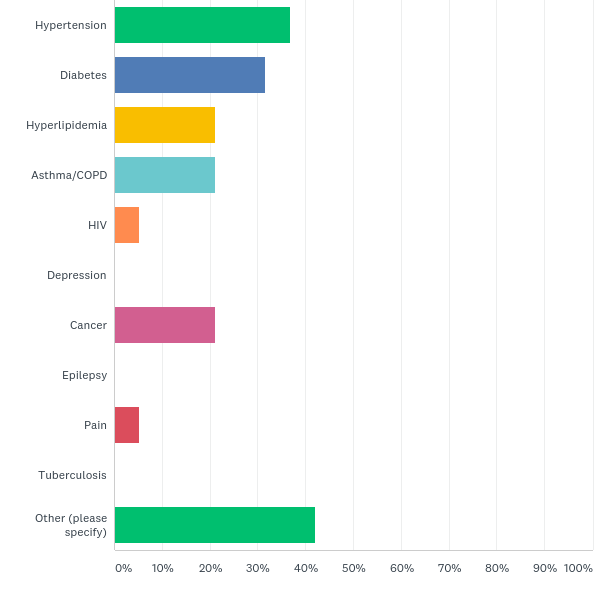 Hypertension
Diabetes
Hyperlipidemia
Asthma/COPD
HIV
Depression
Cancer
Epilepsy
Pain
Tuberculosis
Other (please
specify)
0% 10% 20% 30% 40% 50% 60% 70% 80% 90% 100%